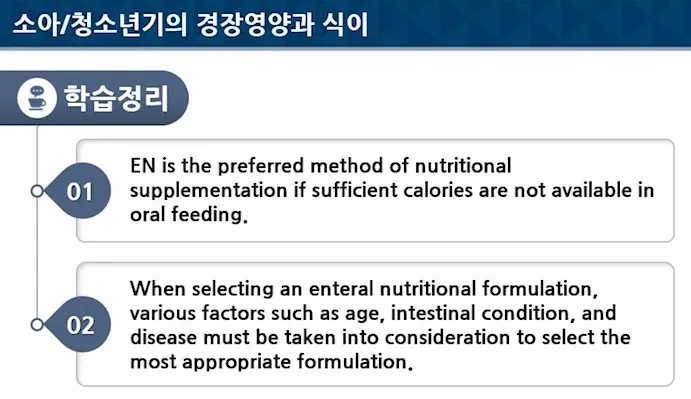 소아/청소년기의 경장영양과 식이
학습정리
01
EN is the preferred method of nutritional
supplementation if sufficient calories are not available in
oral feeding.
02
When selecting an enteral nutritional formulation,
various factors such as age, intestinal condition, and
disease must be taken into consideration to select the
most appropriate formulation.